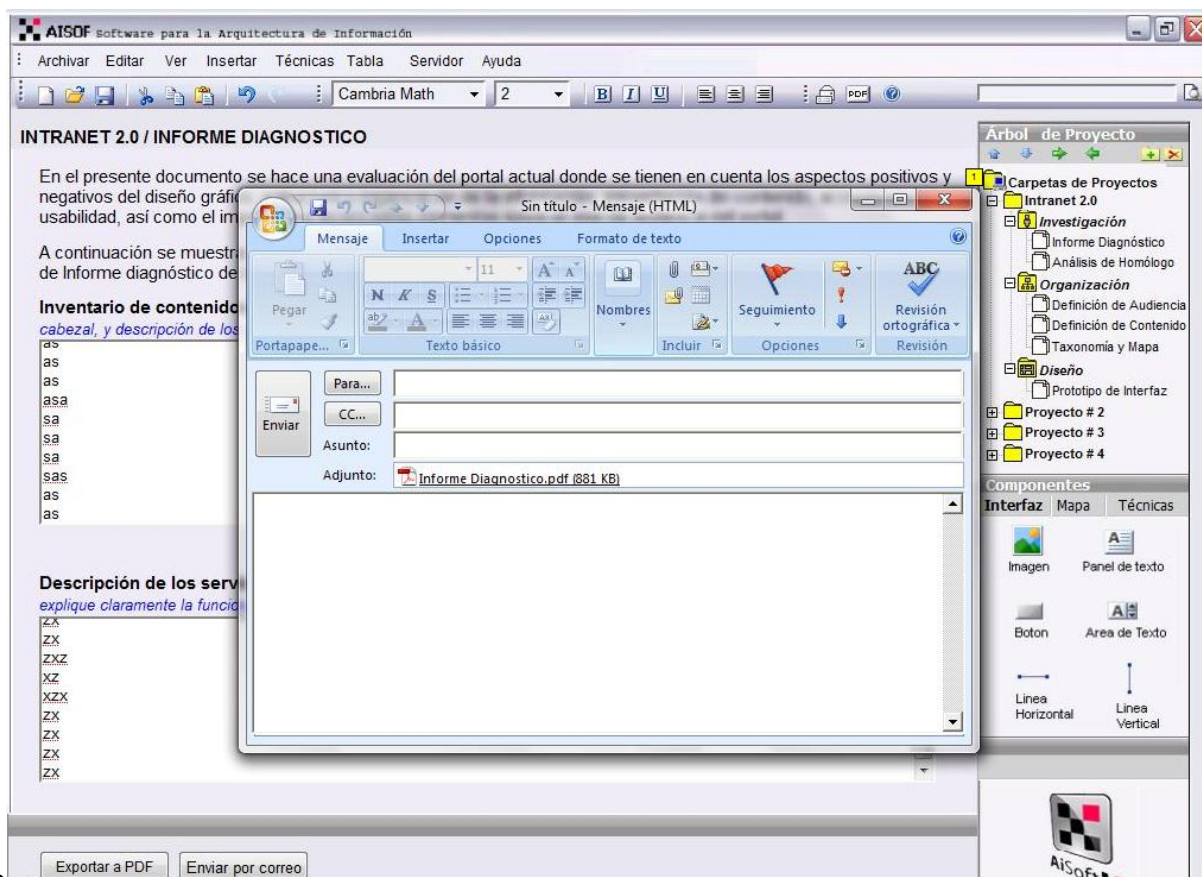 AISOF Software para la Arquitectura de Información
Archivar Editar Ver Insertar Técnicas Tabla Servidor Ayuda
Cambria Math 2 B I U PDF
INTRANET 2.0 / INFORME DIAGNOSTICO
En el presente documento se hace una evaluación del portal actual donde se tienen en cuenta los aspectos positivos y
negativos del diseño gráfi
usabilidad, así como el im
A continuación se muestr
de Informe diagnóstico de
Inventario de contenido
cabezal, y descripción de los
as
as
as
asa
sa
sa
sa
sas
as
as
Descripción de los serv
explique claramente la funcio
zx
zx
zxz
xz
xzx
zx
zx
zx
zx
Exportar a PDF Enviar por correo
Sin título - Mensaje (HTML)
Mensaje Insertar Opciones Formato de texto
11 A A ABC
N K S
ab A
Pegar Nombres Seguimiento Revisión
ortográfica
Portapape... Texto básico Incluir Opciones Revisión
Para...
CC...
Enviar
Asunto:
Adjunto: Informe Diagnostico.pdf (881 KB)
Árbol de Proyecto
1 Carpetas de Proyectos
Intranet 2.0
Investigación
Informe Diagnóstico
Análisis de Homólogo
Organización
Definición de Audiencia
Definición de Contenido
Taxonomía y Mapa
Diseño
Prototipo de Interfaz
Proyecto # 2
Proyecto # 3
Proyecto # 4
Componentes
Interfaz Mapa Técnicas
Imagen Panel de texto
Boton Area de Texto
Linea
Horizontal
Linea
Vertical
AiSoft